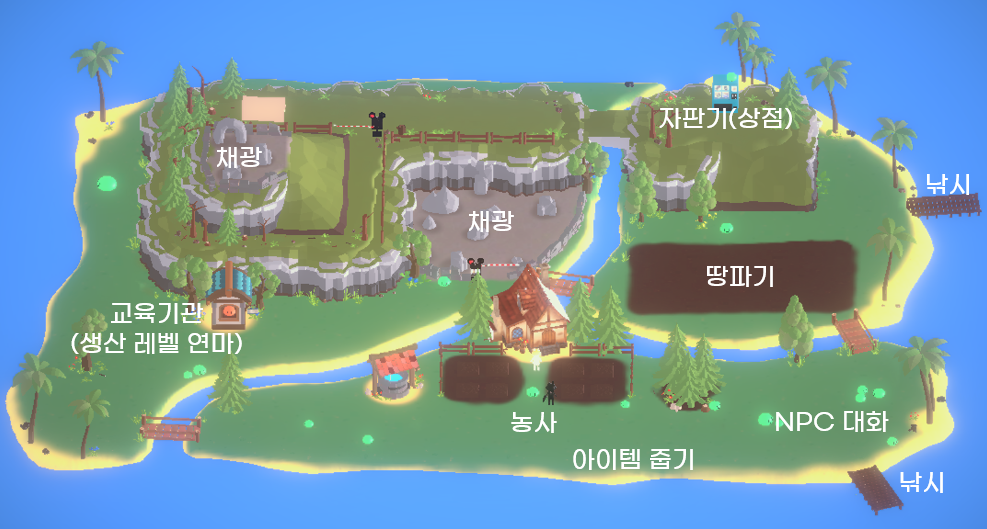 자판기(상점)
채광
낚시
채광
땅파기
교육기관
(생산 레벨 연마)
농사
NPC 대화
아이템 줍기
낚시